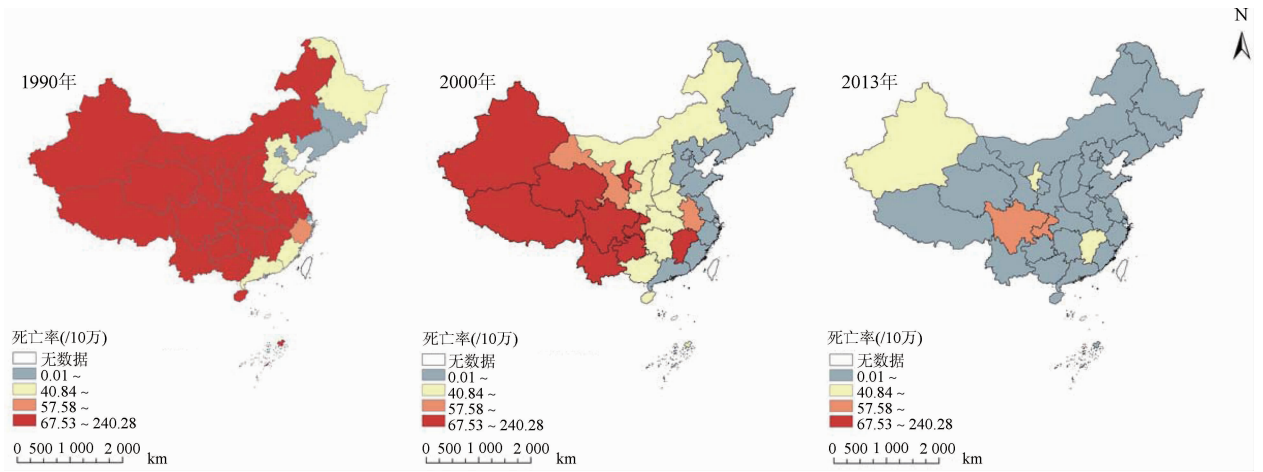 N
1990年
死亡率(/10万)
无数据
0.01 ~
40.84 ~
57.58 ~
67.53 ~ 240.28
0 500 1 000 2 000 km
2000年
死亡率(/10万)
无数据
0.01 ~
40.84 ~
57.58 ~
67.53 ~ 240.28
0 500 1 000 2 000 km
2013年
死亡率(/10万)
无数据
0.01 ~
40.84 ~
57.58 ~
67.53 ~ 240.28
0 500 1 000 2 000 km